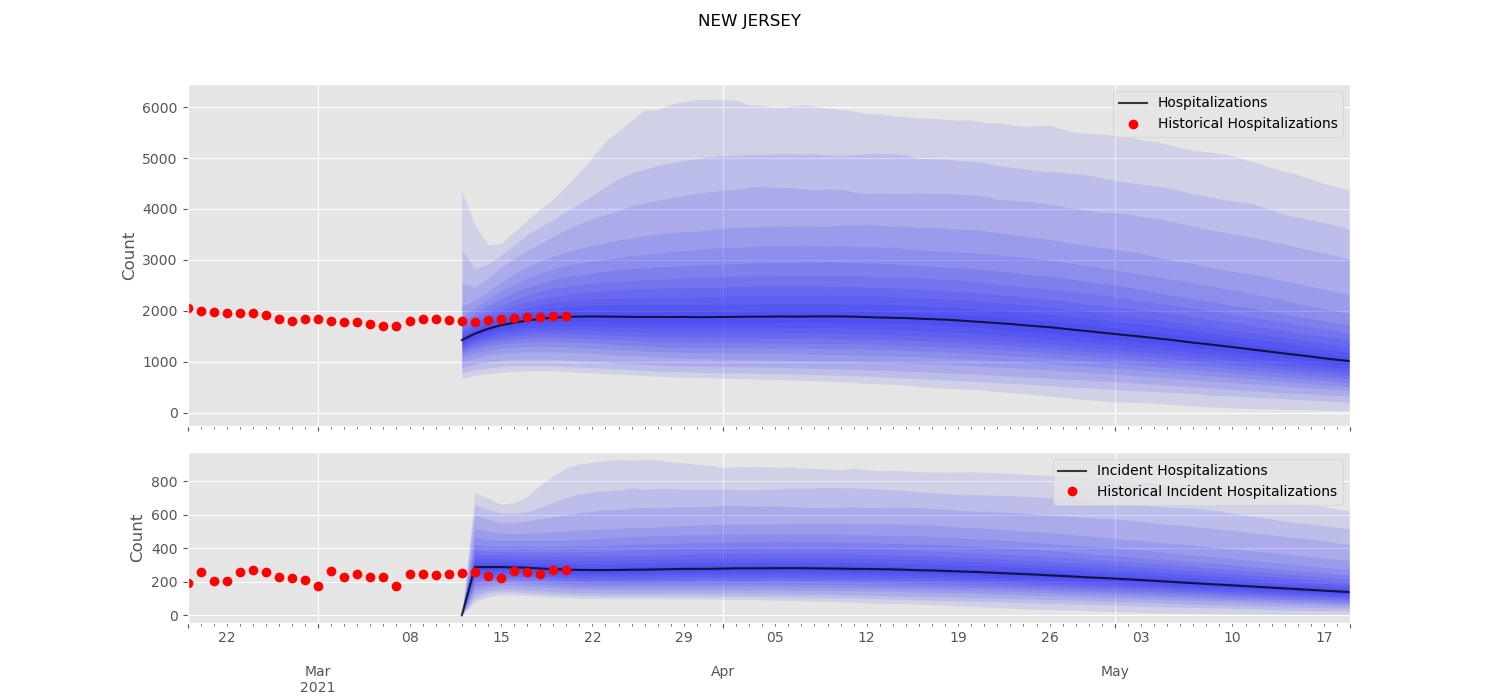 NEW JERSEY
6000
5000
4000
3000
2000
1000
0
Count
Hospitalizations
Historical Hospitalizations
800
600
400
200
0
Count
Incident Hospitalizations
Historical Incident Hospitalizations
22 08 15 22 29 05 12 19 26 03 10 17
Mar Apr May
2021